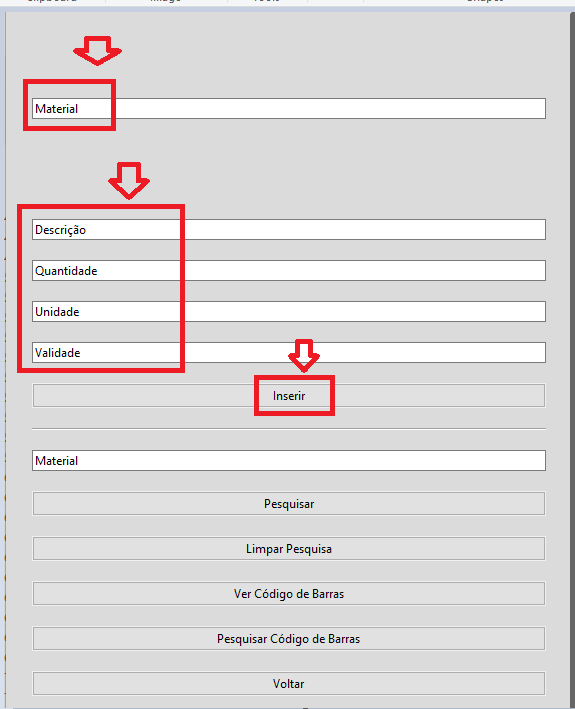 Material
Descrição
Quantidade
Unidade
Validade
Inserir
Material
Pesquisar
Limpar Pesquisa
Ver Código de Barras
Pesquisar Código de Barras
Voltar